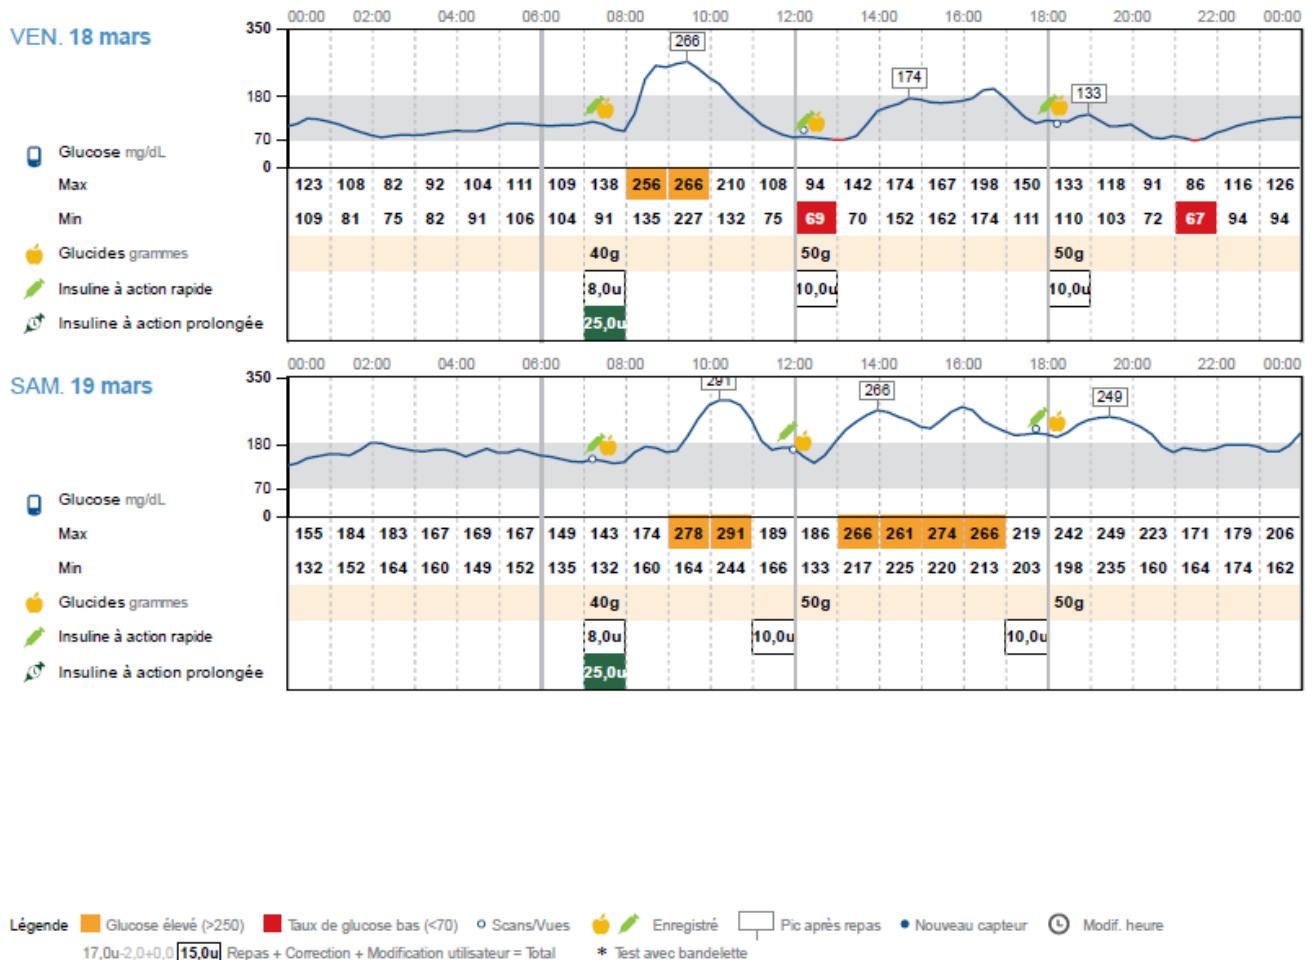 00:00 02:00 04:00 06:00 08:00 10:00 12:00 14:00 16:00 18:00 20:00 22:00 00:00
VEN. 18 mars
350
266
180
174
133
70
0
Glucose mg/dL
Max 123 108 82 92 104 111 109 138 256 266 210 108 94 142 174 167 198 150 133 118 91 86 116 126
Min 109 81 75 82 91 106 104 91 135 227 132 75 69 70 152 162 174 111 110 103 72 67 94 94
Glucides grammes 40g 50g 50g
Insuline à action rapide 8,0u 10,0u 10,0u
Insuline à action prolongée 25,0u
00:00 02:00 04:00 06:00 08:00 10:00 12:00 14:00 16:00 18:00 20:00 22:00 00:00
SAM. 19 mars
350
291
266
249
180
70
0
Glucose mg/dL
Max 155 184 183 167 169 167 149 143 174 278 291 189 186 266 261 274 266 219 242 249 223 171 179 206
Min 132 152 164 160 149 152 135 132 160 164 244 166 133 217 225 220 213 203 198 235 160 164 174 162
Glucides grammes 40g 50g 50g
Insuline à action rapide 8,0u 10,0u 10,0u
Insuline à action prolongée 25,0u
Légende Glucose élevé (>250) Taux de glucose bas (<70) Scans/Vues Enregistré Pic après repas Nouveau capteur Modif. heure
17,0u-2,0+0,0 15,0u Repas + Correction + Modification utilisateur = Total * Test avec bandelette